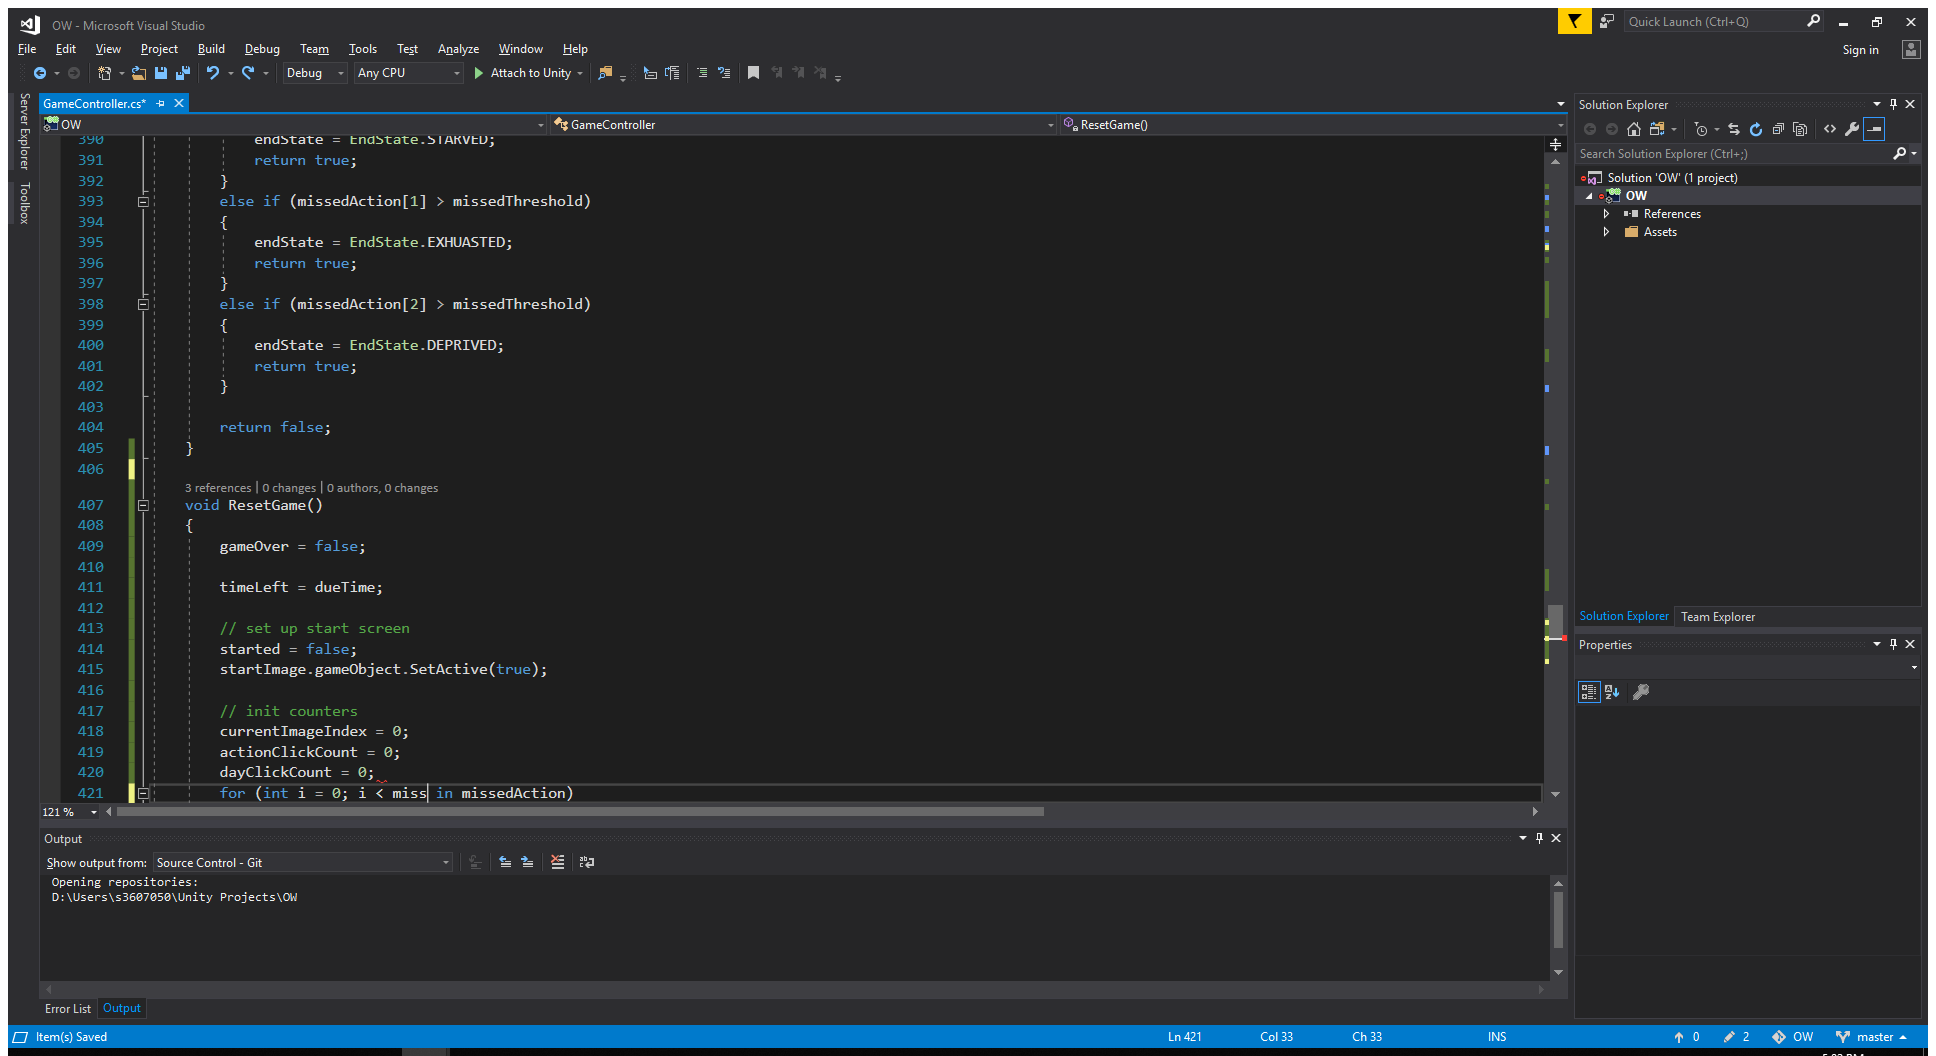 OW - Microsoft Visual Studio
Quick Launch (Ctrl+Q)
File Edit View Project Build Debug Team Tools Test Analyze Window Help
Sign in
Debug Any CPU Attach to Unity
Server Explorer
Toolbox
GameController.cs*
OW GameController ResetGame()
390 endState = EndState.STARVED;
391 return true;
392 }
393 else if (missedAction[1] > missedThreshold)
394 {
395 endState = EndState.EXHUASTED;
396 return true;
397 }
398 else if (missedAction[2] > missedThreshold)
399 {
400 endState = EndState.DEPRIVED;
401 return true;
402 }
403
404 return false;
405 }
406
3 references | 0 changes | 0 authors, 0 changes
407 void ResetGame()
408 {
409 gameOver = false;
410
411 timeLeft = dueTime;
412
413 // set up start screen
414 started = false;
415 startImage.gameObject.SetActive(true);
416
417 // init counters
418 currentImageIndex = 0;
419 actionClickCount = 0;
420 dayClickCount = 0;
421 for (int i = 0; i < miss in missedAction)
121 %
Output
Show output from: Source Control - Git
Opening repositories:
D:\Users\s3607050\Unity Projects\OW
Error List Output
Solution Explorer
Search Solution Explorer (Ctrl+;)
Solution 'OW' (1 project)
OW
References
Assets
Solution Explorer Team Explorer
Properties
Item(s) Saved Ln 421 Col 33 Ch 33 INS 0 2 OW master